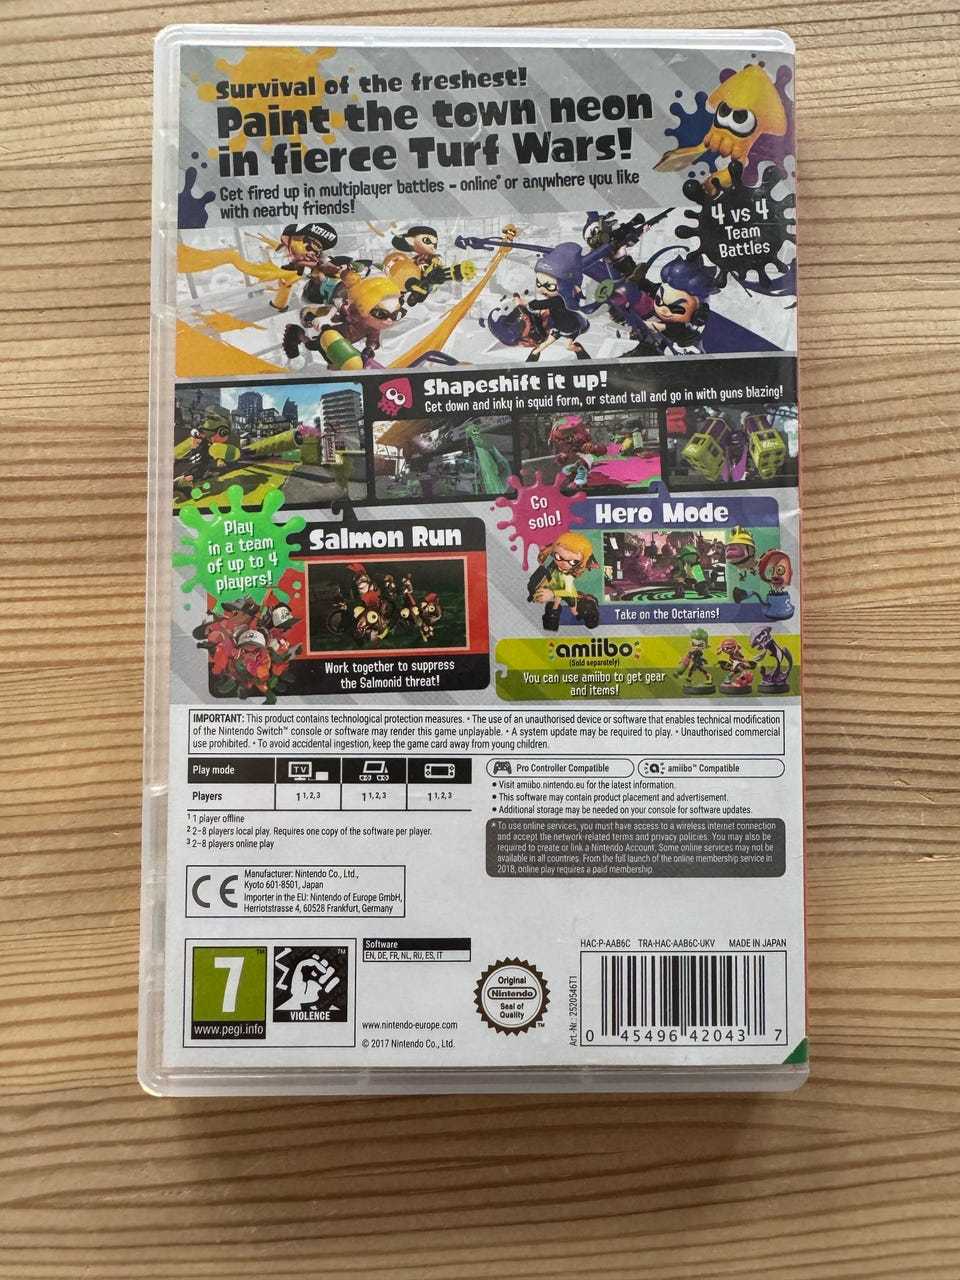 Survival of the freshest!
Paint the town neon
in fierce Turf Wars!
Get fired up in multiplayer battles – online* or anywhere you like
with nearby friends!
4 vs 4
Team
Battles
Shapeshift it up!
Get down and inky in squid form, or stand tall and go in with guns blazing!
Play
in a team
of up to 4
players!
Salmon Run
Work together to suppress
the Salmonid threat!
Go
solo!
Hero Mode
Take on the Octarians!
amiibo
(Sold separately)
You can use amiibo to get gear
and items!
IMPORTANT: This product contains technological protection measures. • The use of an unauthorised device or software that enables technical modification
of the Nintendo Switch™ console or software may render this game unplayable. • A system update may be required to play. • Unauthorised commercial
use prohibited. • To avoid accidental ingestion, keep the game card away from young children.
Play mode
TV
Players
1 1, 2, 3
1 1, 2, 3
1 1, 2, 3
1 1 player offline
2 2–8 players local play. Requires one copy of the software per player.
3 2–8 players online play
Pro Controller Compatible
amiibo™ Compatible
• Visit amiibo.nintendo.eu for the latest information.
• This software may contain product placement and advertisement.
• Additional storage may be needed on your console for software updates.
* To use online services, you must have access to a wireless internet connection
and accept the network-related terms and privacy policies. You may also be
required to create or link a Nintendo Account. Some online services may not be
available in all countries. From the full launch of the online membership service in
2018, online play requires a paid membership.
CE
Manufacturer: Nintendo Co., Ltd.,
Kyoto 601-8501, Japan
Importer in the EU: Nintendo of Europe GmbH,
Herriotstrasse 4, 60528 Frankfurt, Germany
7
™
www.pegi.info
™
VIOLENCE
Software
EN, DE, FR, NL, RU, ES, IT
www.nintendo-europe.com
© 2017 Nintendo Co., Ltd.
Original
Nintendo
Seal of
Quality
™
HAC-P-AAB6C TRA-HAC-AAB6C-UKV MADE IN JAPAN
Art.-Nr.: 2520546T1
0 45496 42043 7